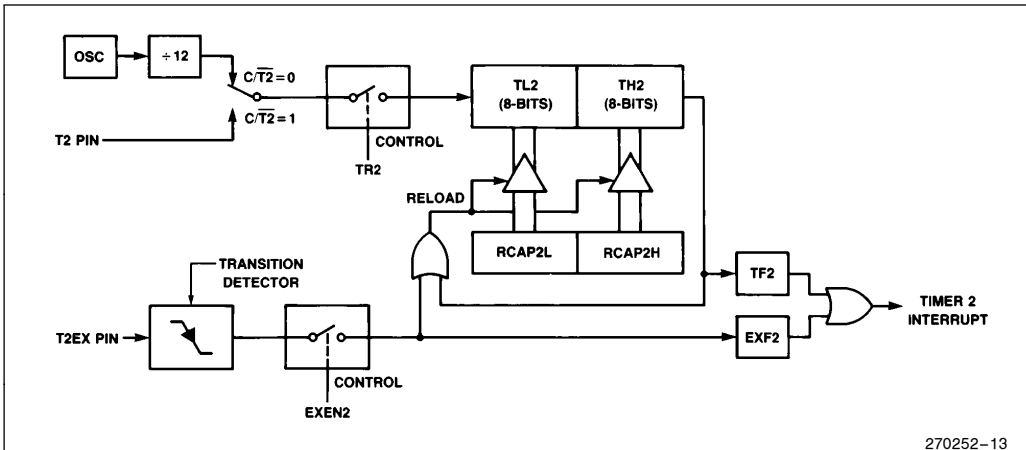 OSC
÷12
C/T2̅=0
C/T2̅=1
T2 PIN
CONTROL
TR2
TL2
(8-BITS)
TH2
(8-BITS)
RELOAD
RCAP2L
RCAP2H
TRANSITION
DETECTOR
T2EX PIN
CONTROL
EXEN2
TF2
EXF2
TIMER 2
INTERRUPT
270252–13